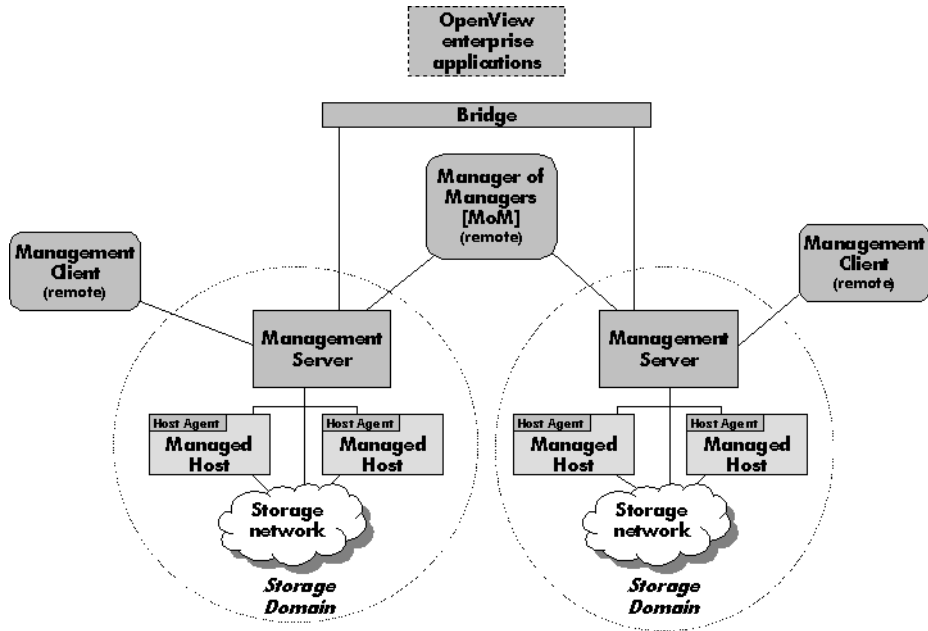 OpenView
enterprise
applications
Bridge
Manager of
Managers
[MoM]
(remote)
Management
Client
(remote)
Management
Client
(remote)
Management
Server
Management
Server
Host Agent
Managed
Host
Host Agent
Managed
Host
Host Agent
Managed
Host
Host Agent
Managed
Host
Storage
network
Storage
network
Storage
Domain
Storage
Domain